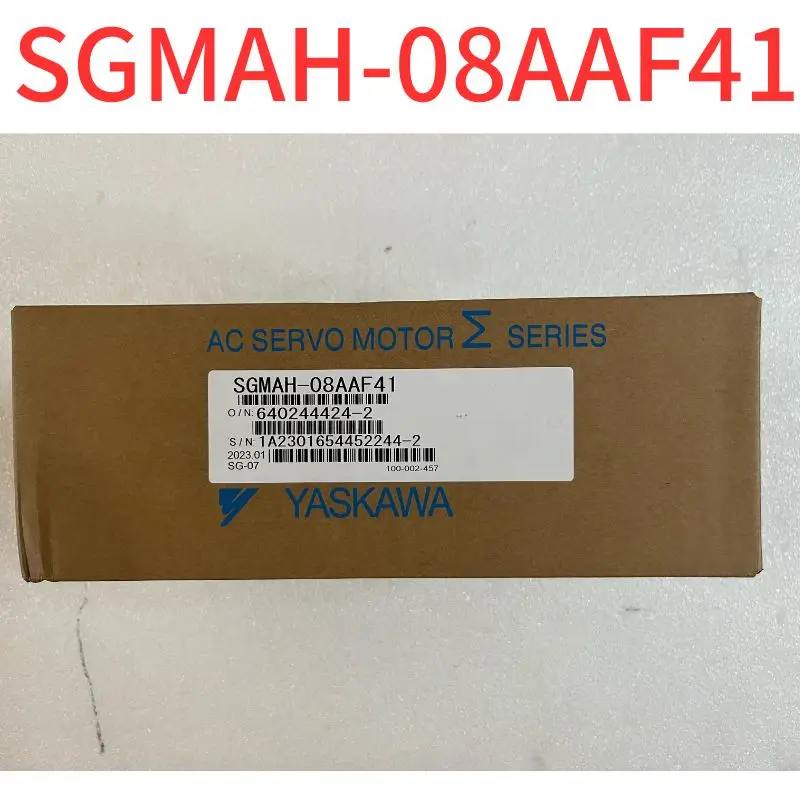 SGMAH-08AAF41
AC SERVO MOTOR Σ SERIES
SGMAH-08AAF41
O/N:640244424-2
S/N:1A2301654452244-2
2023.01
SG-07 100-002-457
YASKAWA